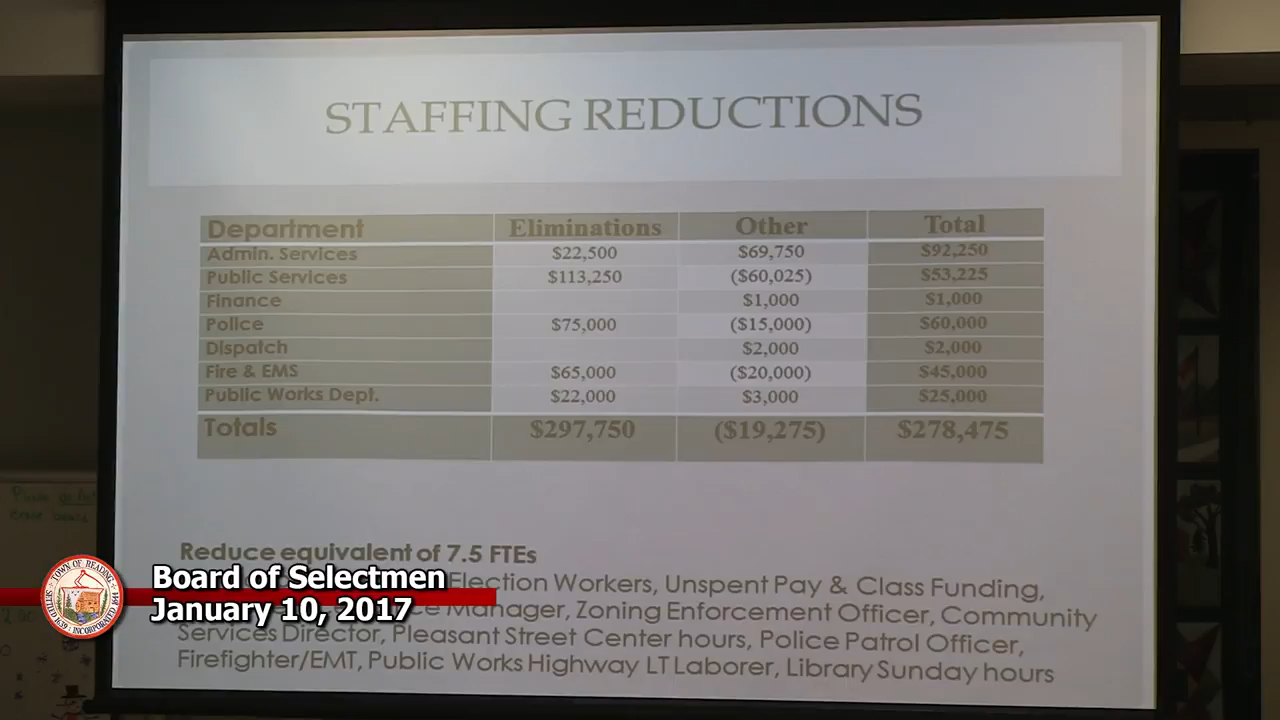 STAFFING REDUCTIONS
Department Eliminations Other Total
Admin. Services $22,500 $69,750 $92,250
Public Services $113,250 ($60,025) $53,225
Finance $1,000 $1,000
Police $75,000 ($15,000) $60,000
Dispatch $2,000 $2,000
Fire & EMS $65,000 ($20,000) $45,000
Public Works Dept. $22,000 $3,000 $25,000
Totals $297,750 ($19,275) $278,475
Reduce equivalent of 7.5 FTEs
Election Workers, Unspent Pay & Class Funding,
Manager, Zoning Enforcement Officer, Community
Services Director, Pleasant Street Center hours, Police Patrol Officer,
Firefighter/EMT, Public Works Highway LT Laborer, Library Sunday hours
TOWN OF READING
Board of Selectmen
January 10, 2017